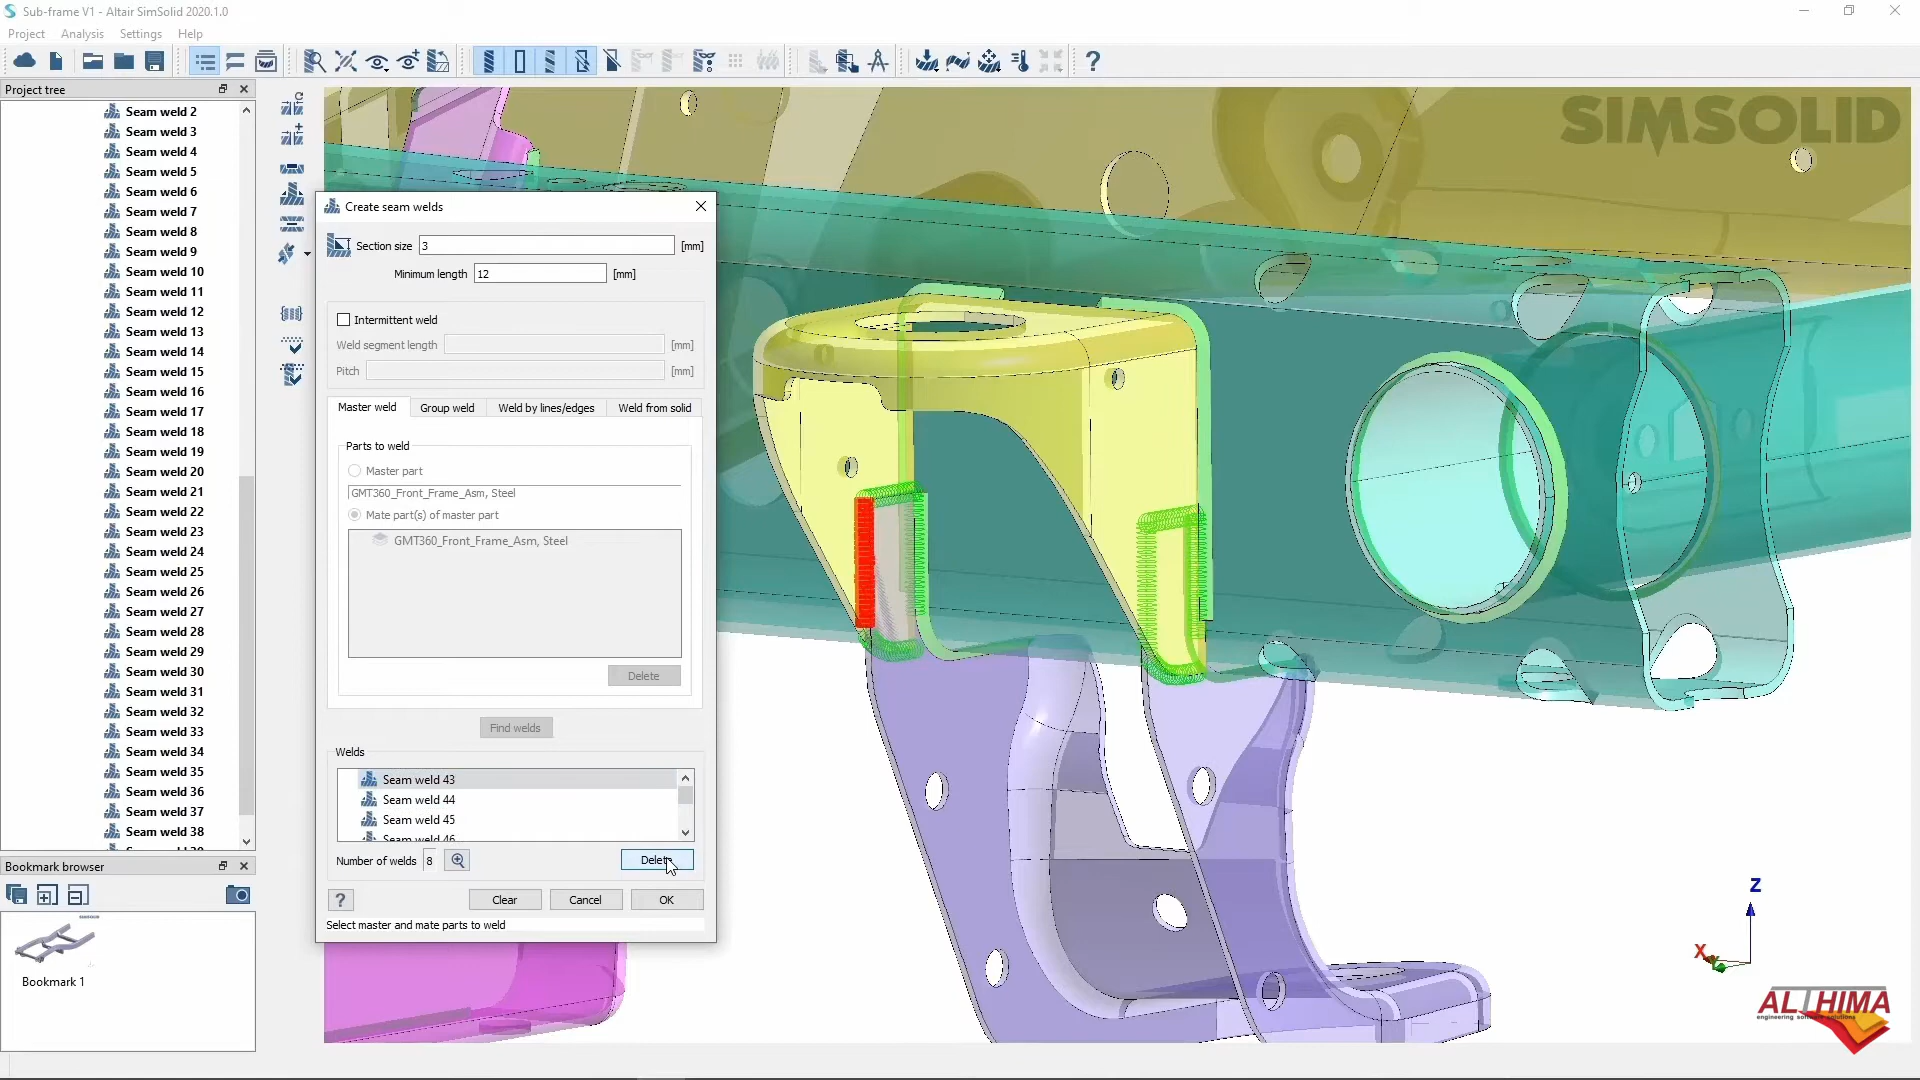 Sub-frame V1 - Altair SimSolid 2020.1.0
Project Analysis Settings Help
Project tree
Seam weld 2
Seam weld 3
Seam weld 4
Seam weld 5
Seam weld 6
Seam weld 7
Seam weld 8
Seam weld 9
Seam weld 10
Seam weld 11
Seam weld 12
Seam weld 13
Seam weld 14
Seam weld 15
Seam weld 16
Seam weld 17
Seam weld 18
Seam weld 19
Seam weld 20
Seam weld 21
Seam weld 22
Seam weld 23
Seam weld 24
Seam weld 25
Seam weld 26
Seam weld 27
Seam weld 28
Seam weld 29
Seam weld 30
Seam weld 31
Seam weld 32
Seam weld 33
Seam weld 34
Seam weld 35
Seam weld 36
Seam weld 37
Seam weld 38
Bookmark browser
Bookmark 1
Create seam welds
Section size 3 [mm]
Minimum length 12 [mm]
Intermittent weld
Weld segment length [mm]
Pitch [mm]
Master weld Group weld Weld by lines/edges Weld from solid
Parts to weld
Master part
GMT360_Front_Frame_Asm, Steel
Mate part(s) of master part
GMT360_Front_Frame_Asm, Steel
Delete
Find welds
Welds
Seam weld 43
Seam weld 44
Seam weld 45
Seam weld 46
Number of welds 8 Delete
? Clear Cancel OK
Select master and mate parts to weld
SIMSOLID
Z
X
ALTHIMA
engineering software solutions